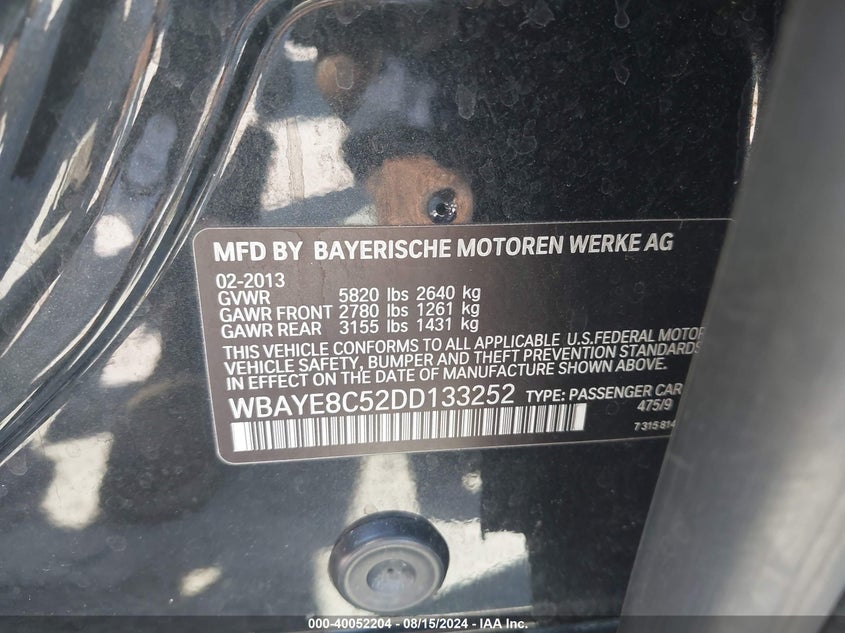 MFD BY BAYERISCHE MOTOREN WERKE AG
02-2013
GVWR 5820 lbs 2640 kg
GAWR FRONT 2780 lbs 1261 kg
GAWR REAR 3155 lbs 1431 kg
THIS VEHICLE CONFORMS TO ALL APPLICABLE U.S.FEDERAL MOTOR
VEHICLE SAFETY, BUMPER AND THEFT PREVENTION STANDARDS
IN EFFECT ON THE DATE OF MANUFACTURE SHOWN ABOVE.
WBAYE8C52DD133252 TYPE: PASSENGER CAR
475/9
7 315 814
000-40052204 - 08/15/2024 - IAA Inc.